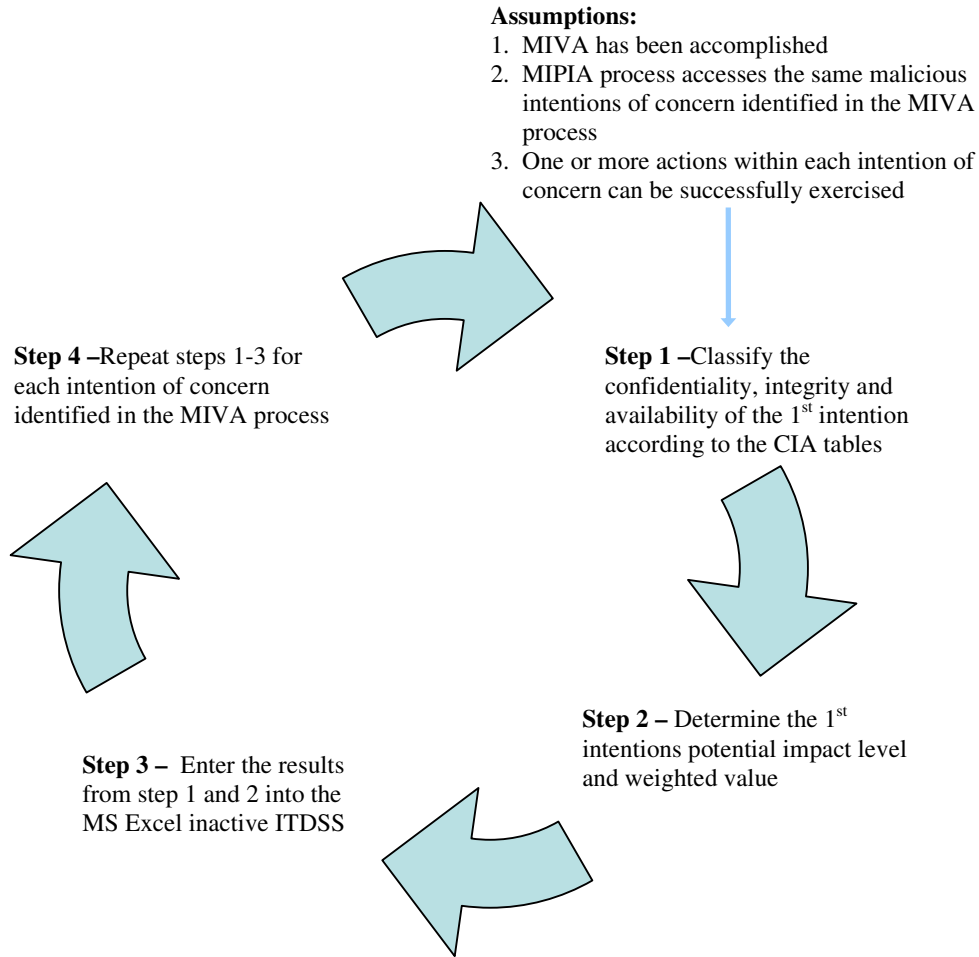 Assumptions:
1. MIVA has been accomplished
2. MIPIA process accesses the same malicious
intentions of concern identified in the MIVA
process
3. One or more actions within each intention of
concern can be successfully exercised
Step 1 –Classify the
confidentiality, integrity and
availability of the 1st intention
according to the CIA tables
Step 2 – Determine the 1st
intentions potential impact level
and weighted value
Step 3 – Enter the results
from step 1 and 2 into the
MS Excel inactive ITDSS
Step 4 –Repeat steps 1-3 for
each intention of concern
identified in the MIVA process